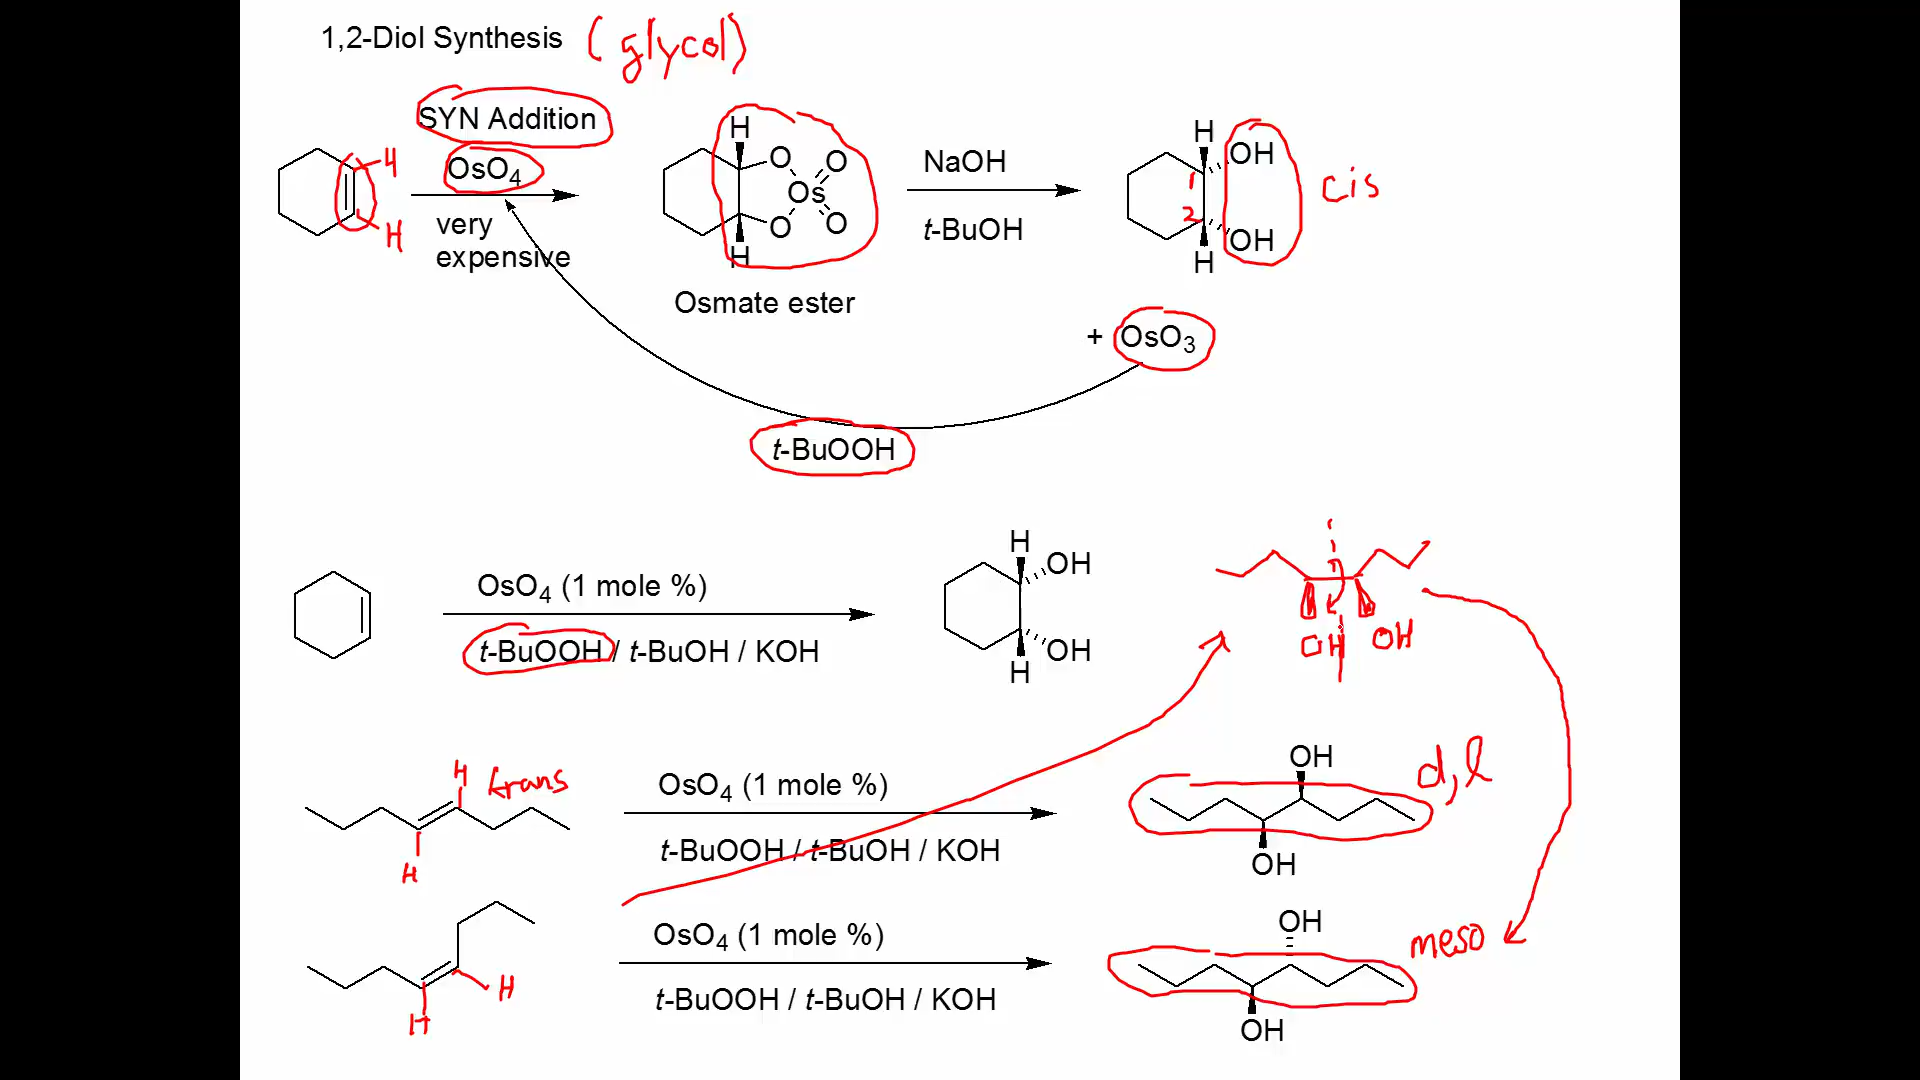 1,2-Diol Synthesis (glycol)
SYN Addition
OsO₄
very
expensive
H
H
H
H
O
O
Os
O
O
Osmate ester
NaOH
t-BuOH
H
OH
1
2
OH
H
cis
+ OsO₃
t-BuOOH
OsO₄ (1 mole %)
t-BuOOH / t-BuOH / KOH
H
OH
OH
H
OH OH
H trans
H
OsO₄ (1 mole %)
t-BuOOH / t-BuOH / KOH
OH
OH
d,l
H
H
OsO₄ (1 mole %)
t-BuOOH / t-BuOH / KOH
OH
OH
meso